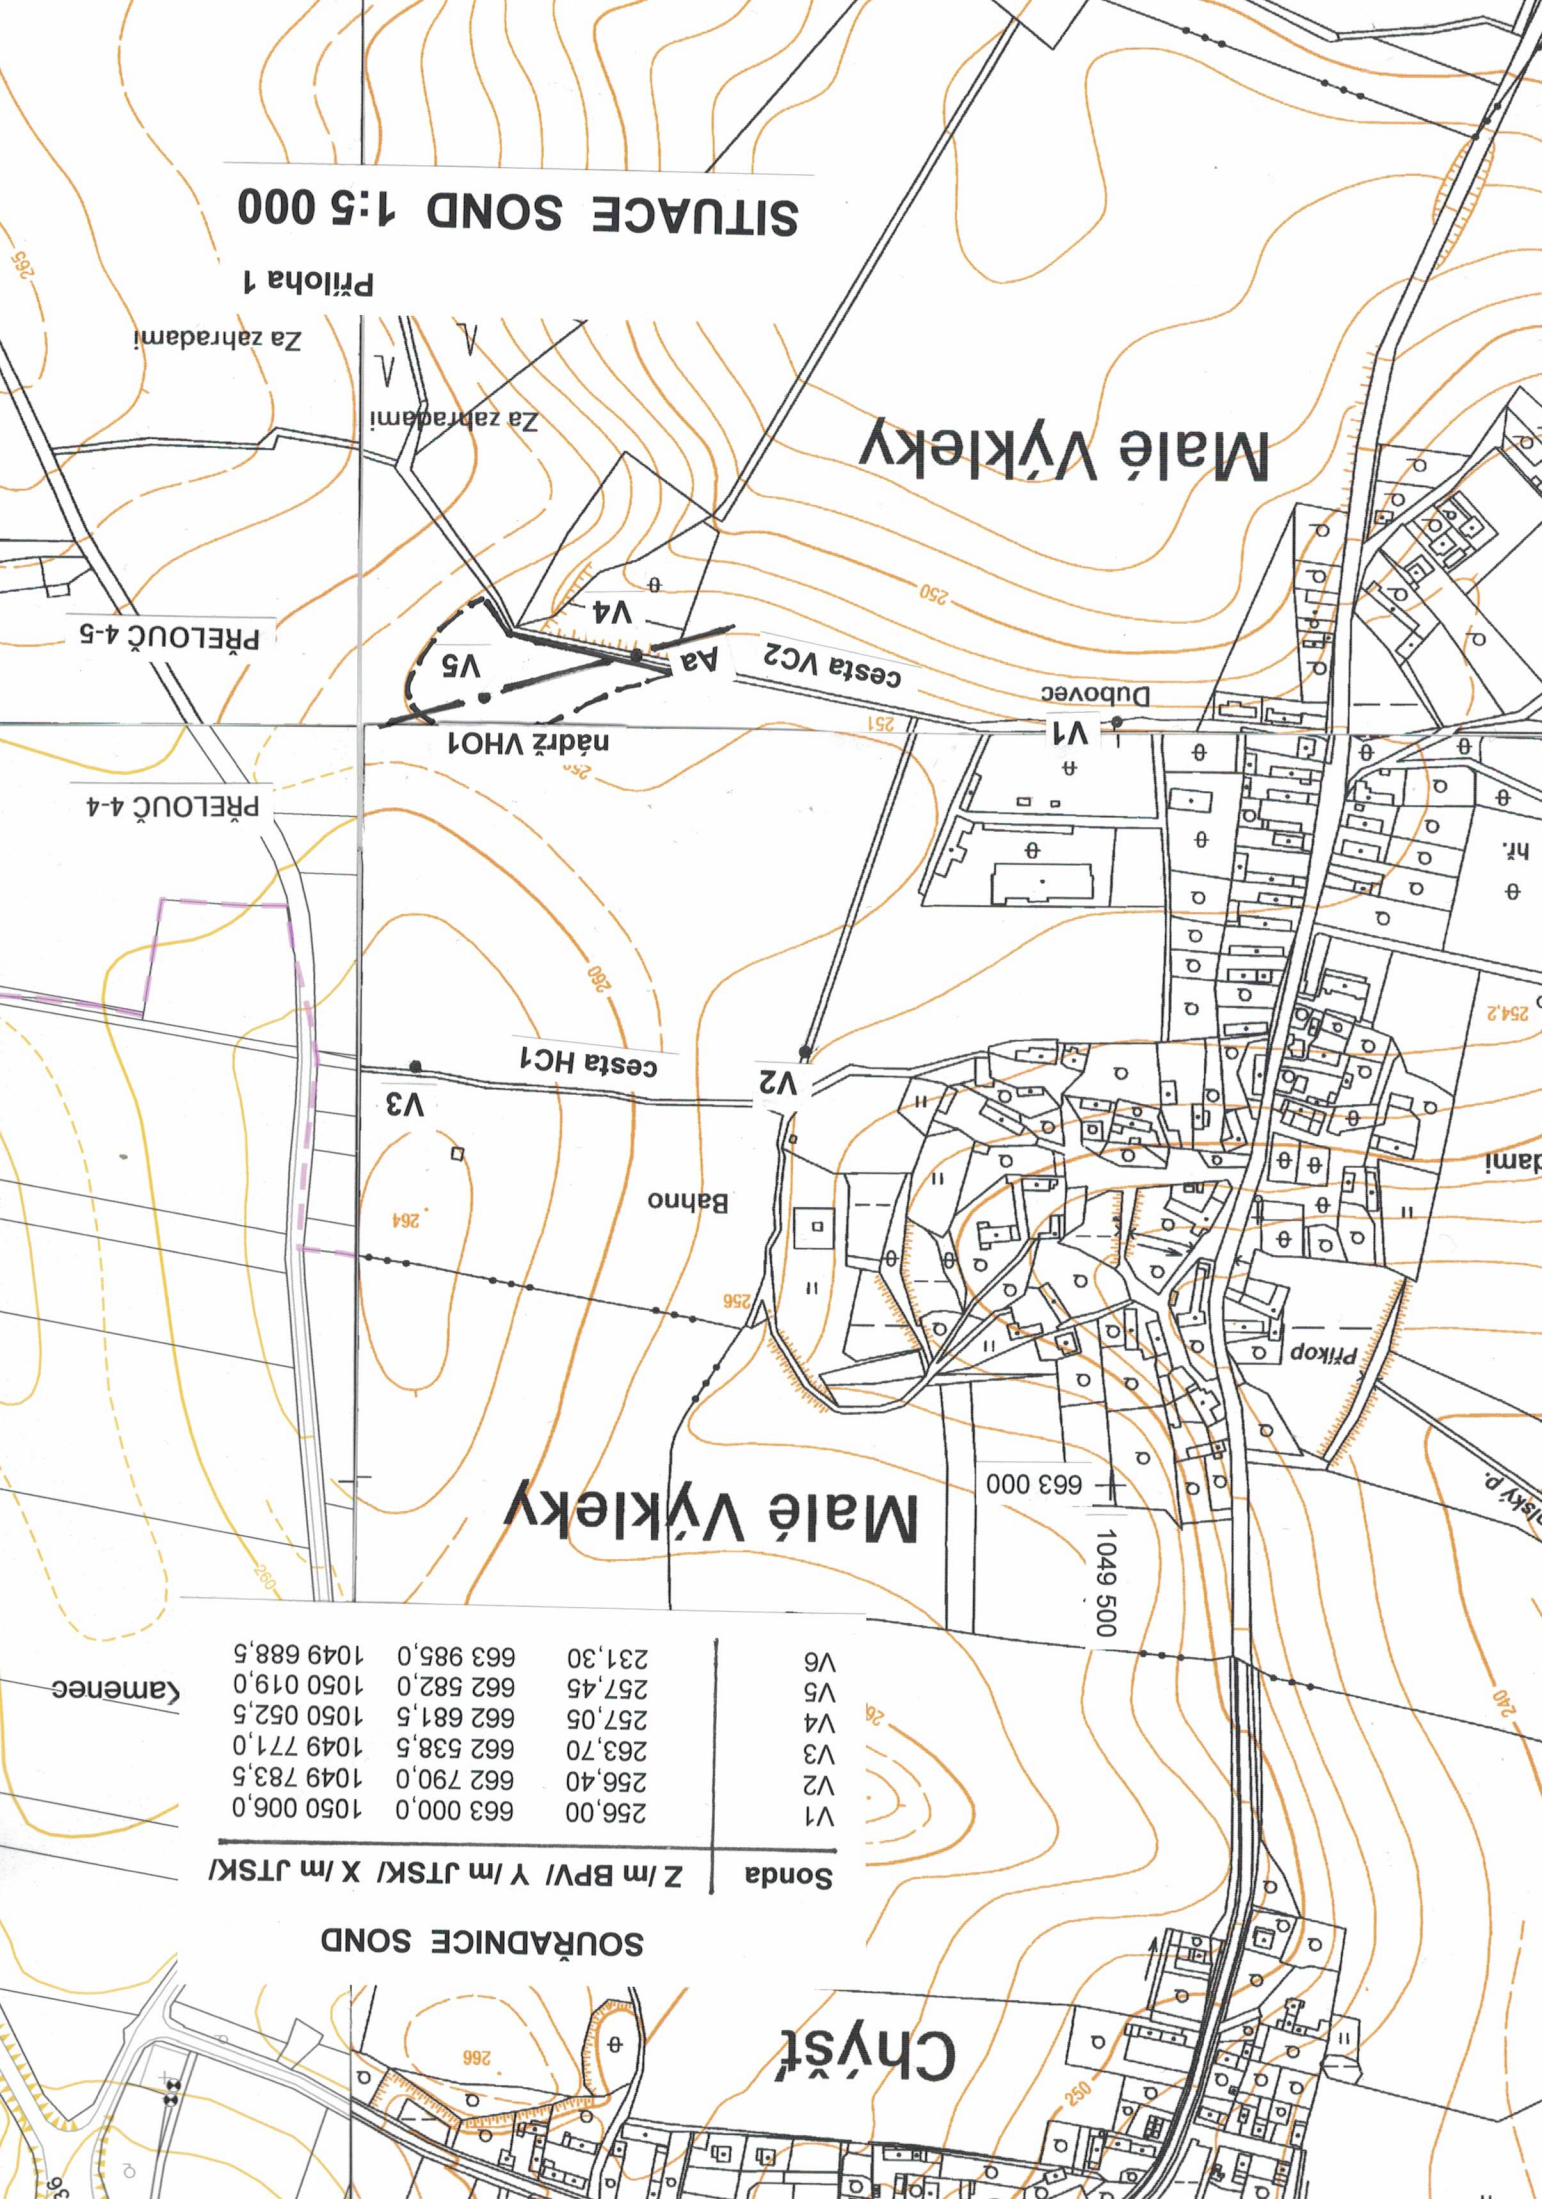 Chýšť
250
266
SOUŘADNICE SOND
Sonda Z /m BPV/ Y /m JTSK/ X /m JTSK/
V1 256,00 663 000,0 1050 006,0
V2 256,40 662 790,0 1049 783,5
V3 263,70 662 538,5 1049 771,0
V4 257,05 662 681,5 1050 052,5
V5 257,45 662 582,0 1050 019,0
V6 231,30 663 985,0 1049 688,5
240
1049 500
663 000
Malé Výkleky
260
Příkop
256
Bahno
264
V3
V2
cesta HC1
260
254,2
hř.
PŘELOUČ 4-4
nádrž VHO1
V1
251
Dubovec
cesta VC2
Aa
V5
V4
PŘELOUČ 4-5
250
Malé Výkleky
Za zahradami
Za zahradami
265
Příloha 1
SITUACE SOND 1:5 000